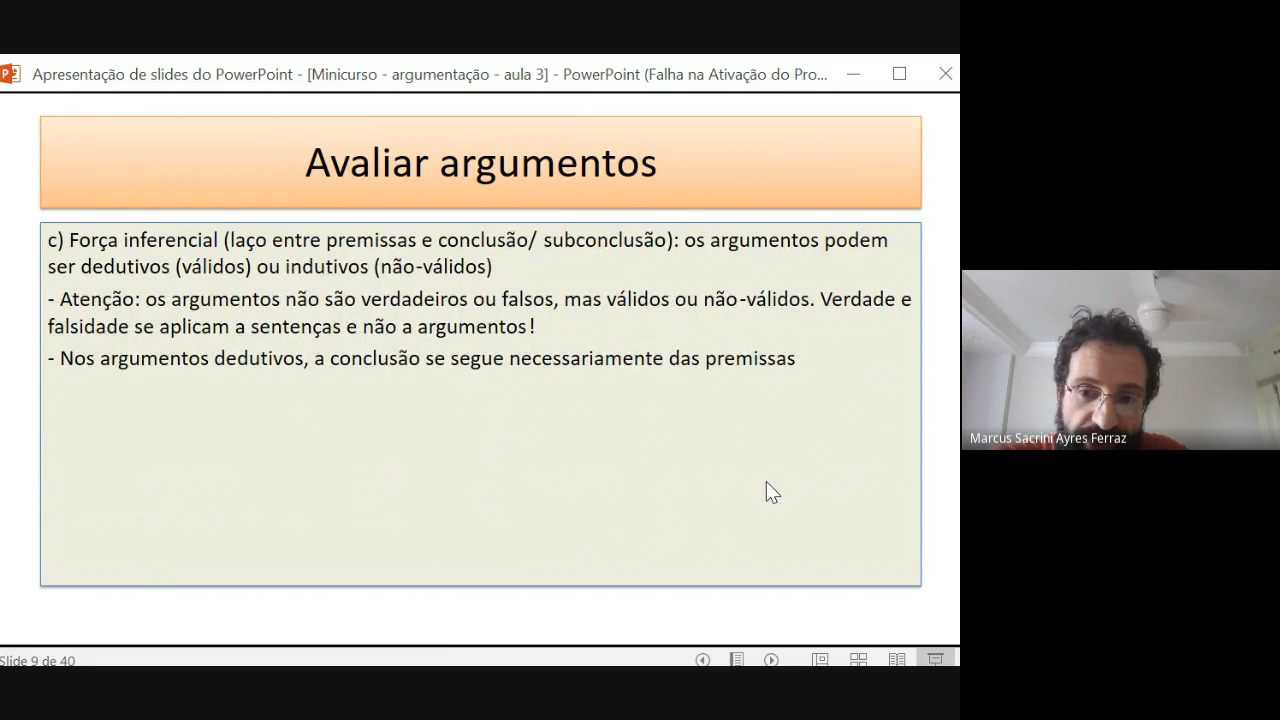 Apresentação de slides do PowerPoint - [Minicurso - argumentação - aula 3] - PowerPoint (Falha na Ativação do Pro...
Avaliar argumentos
c) Força inferencial (laço entre premissas e conclusão/ subconclusão): os argumentos podem
ser dedutivos (válidos) ou indutivos (não-válidos)
- Atenção: os argumentos não são verdadeiros ou falsos, mas válidos ou não-válidos. Verdade e
falsidade se aplicam a sentenças e não a argumentos!
- Nos argumentos dedutivos, a conclusão se segue necessariamente das premissas
Marcus Sacrini Ayres Ferraz
Slide 9 de 40